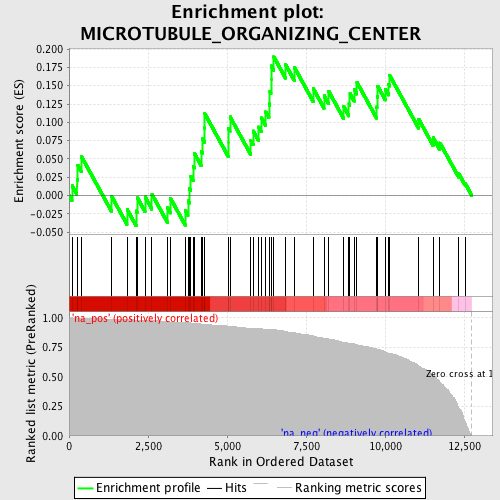 Enrichment plot:
MICROTUBULE_ORGANIZING_CENTER
Enrichment score (ES)
0.200
0.175
0.150
0.125
0.100
0.075
0.050
0.025
0.000
-0.025
-0.050
Ranked list metric (PreRanked)
1.00
0.75
0.50
0.25
0.00
'na_pos' (positively correlated)
Zero cross at 1
'na_neg' (negatively correlated)
0 2,500 5,000 7,500 10,000 12,500
Rank in Ordered Dataset
Enrichment profile Hits Ranking metric scores